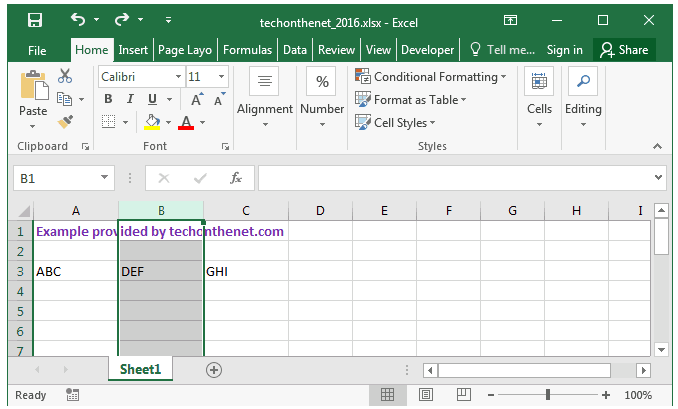 techonthenet_2016.xlsx - Excel
File Home Insert Page Layo Formulas Data Review View Developer Tell me... Sign in Share
Paste
Clipboard
Calibri 11
B I U A A
A
Font
Alignment
%
Number
Conditional Formatting
Format as Table
Cell Styles
Styles
Cells
Editing
B1 fx
A B C D E F G H I
1 Example provided by techonthenet.com
2
3 ABC DEF GHI
4
5
6
7
Sheet1
Ready 100%